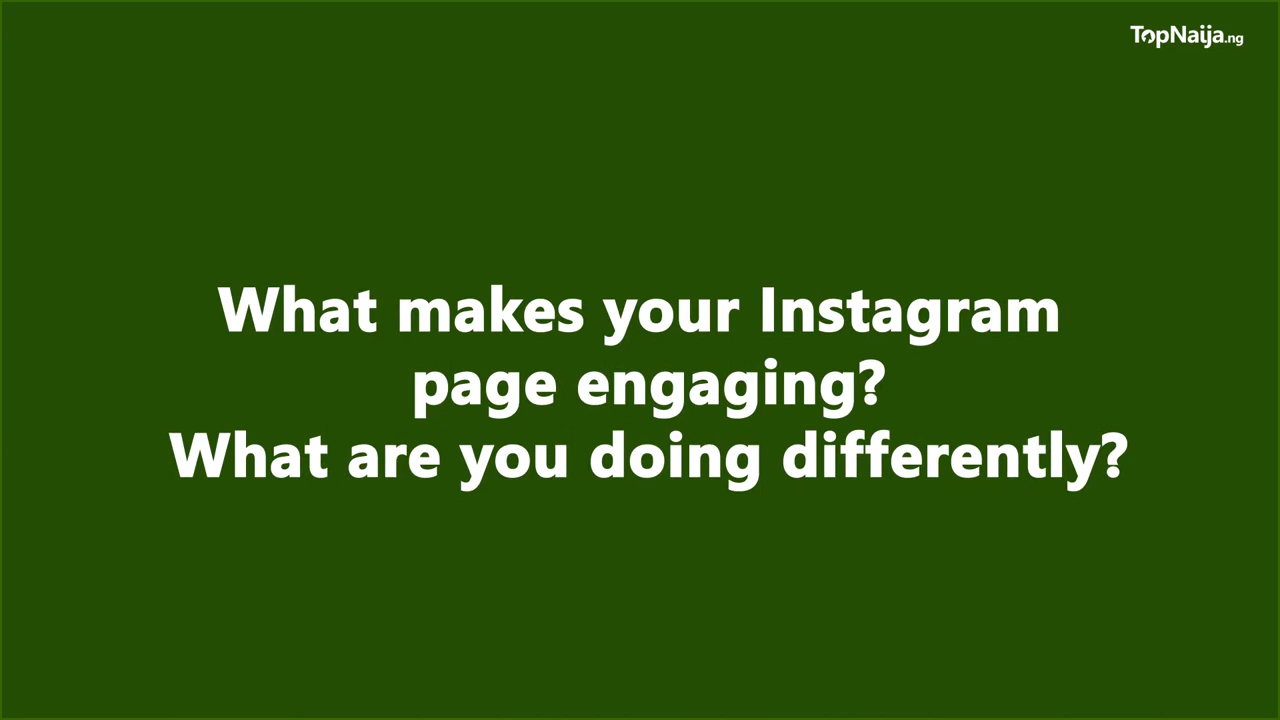 TopNaija.ng
What makes your Instagram
page engaging?
What are you doing differently?